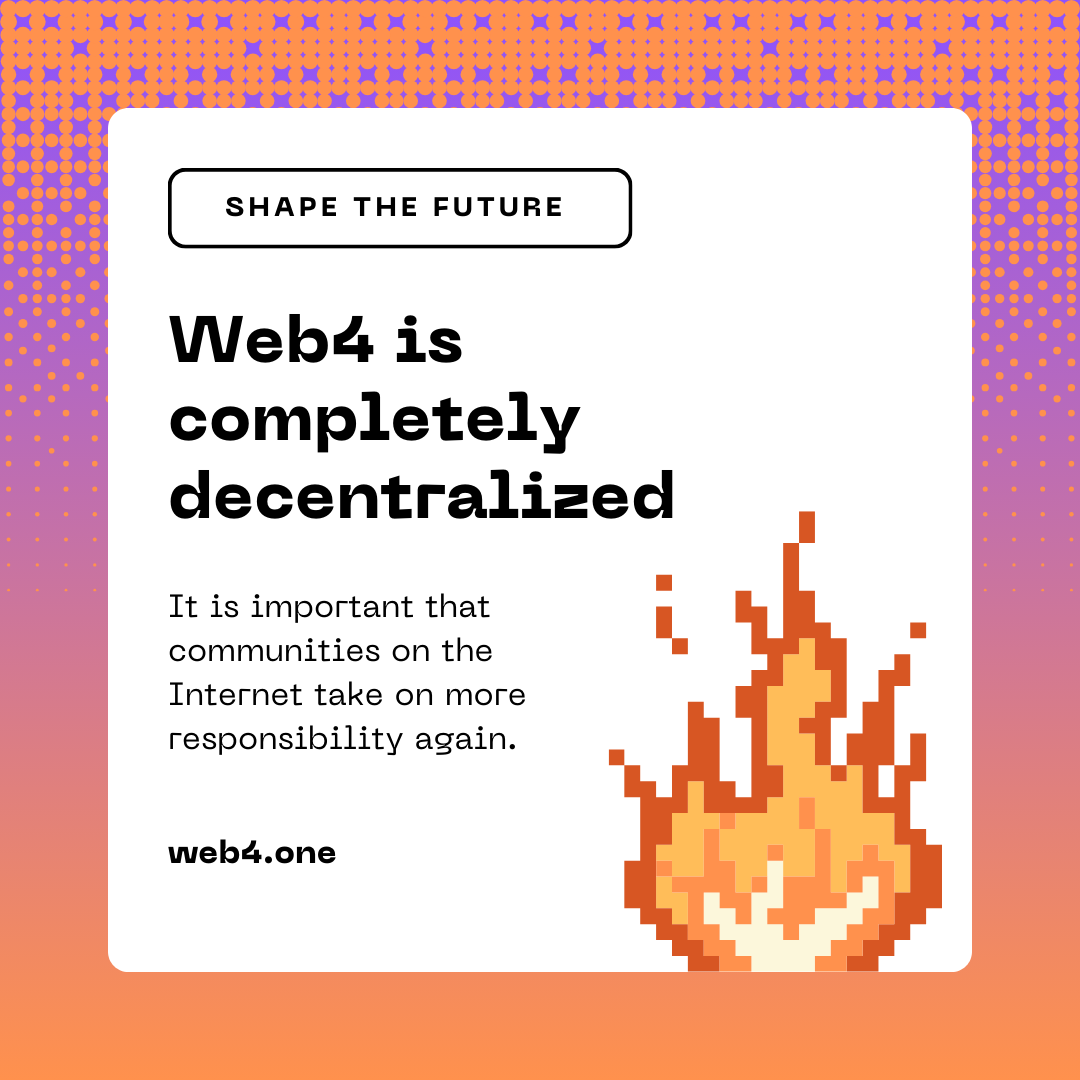 SHAPE THE FUTURE
Web4 is
completely
decentralized
It is important that
communities on the
Internet take on more
responsibility again.
web4.one